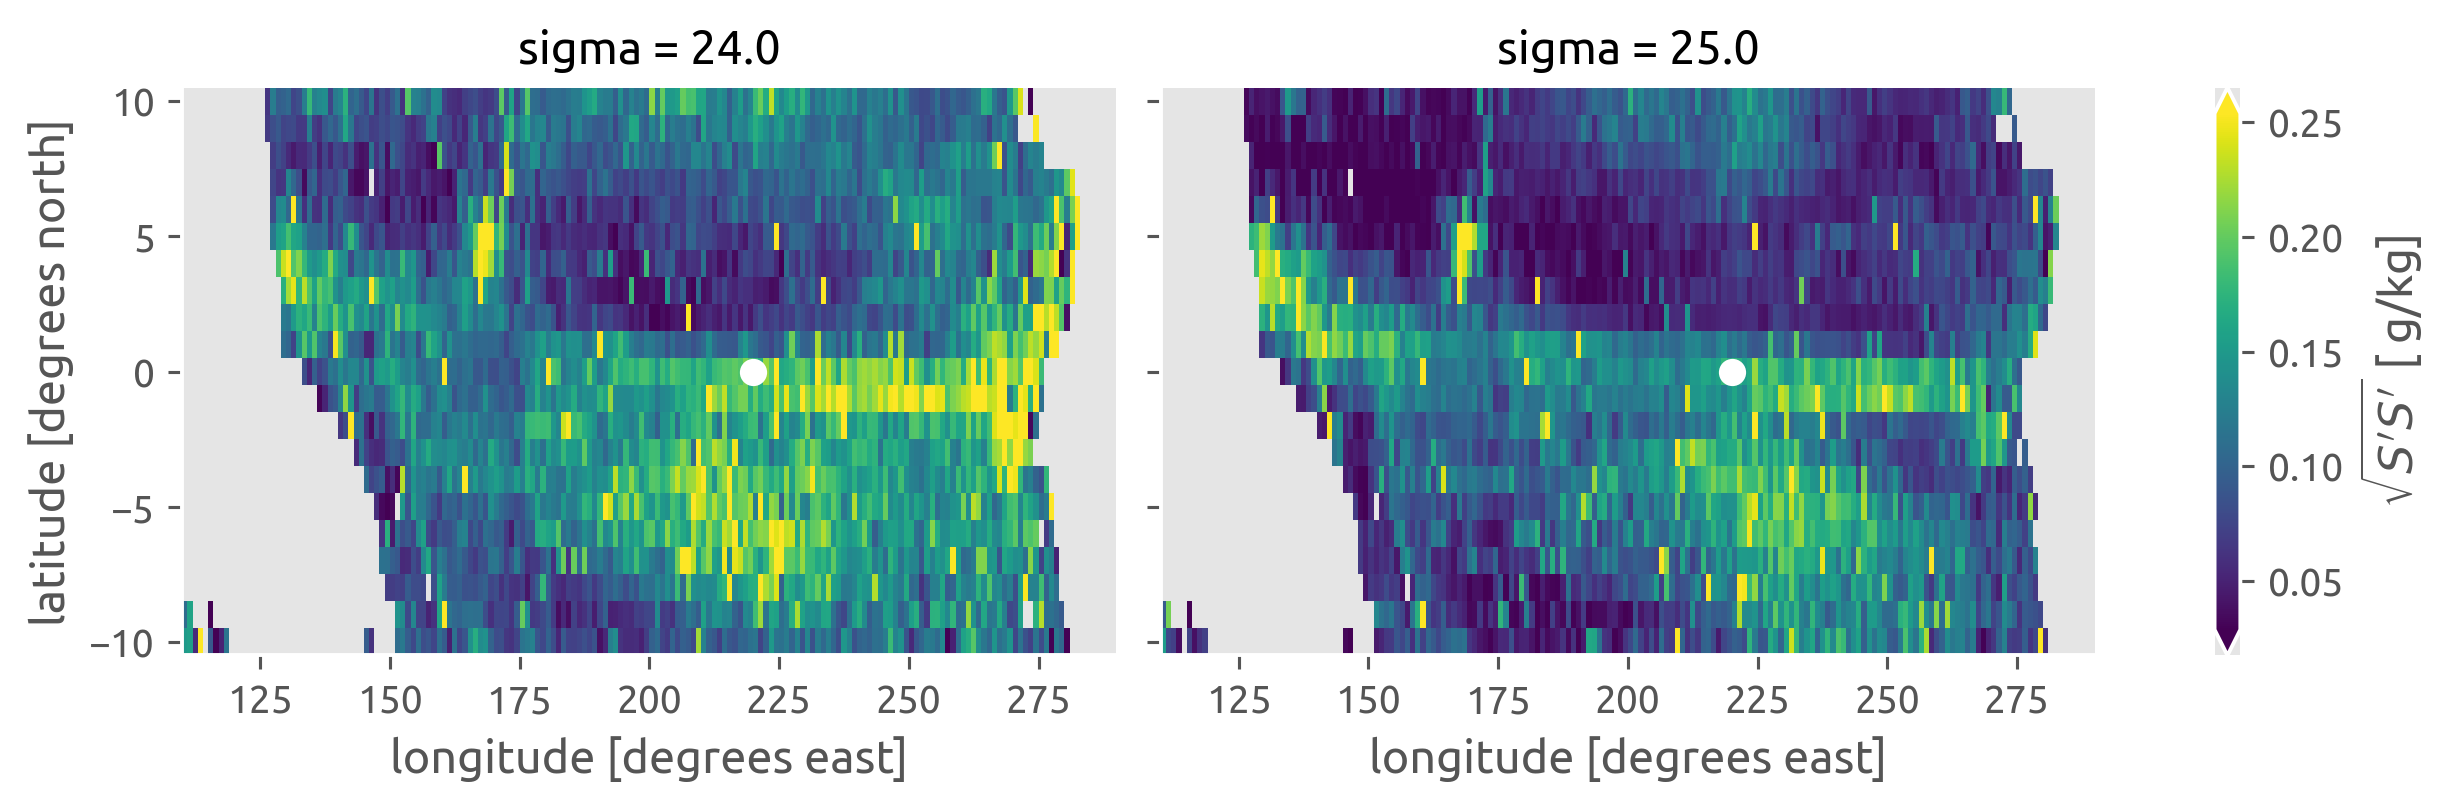 sigma = 24.0
sigma = 25.0
latitude [degrees north]
10
5
0
−5
−10
125 150 175 200 225 250 275
longitude [degrees east]
125 150 175 200 225 250 275
longitude [degrees east]
0.25
0.20
0.15
0.10
0.05
√S′S′ [ g/kg]